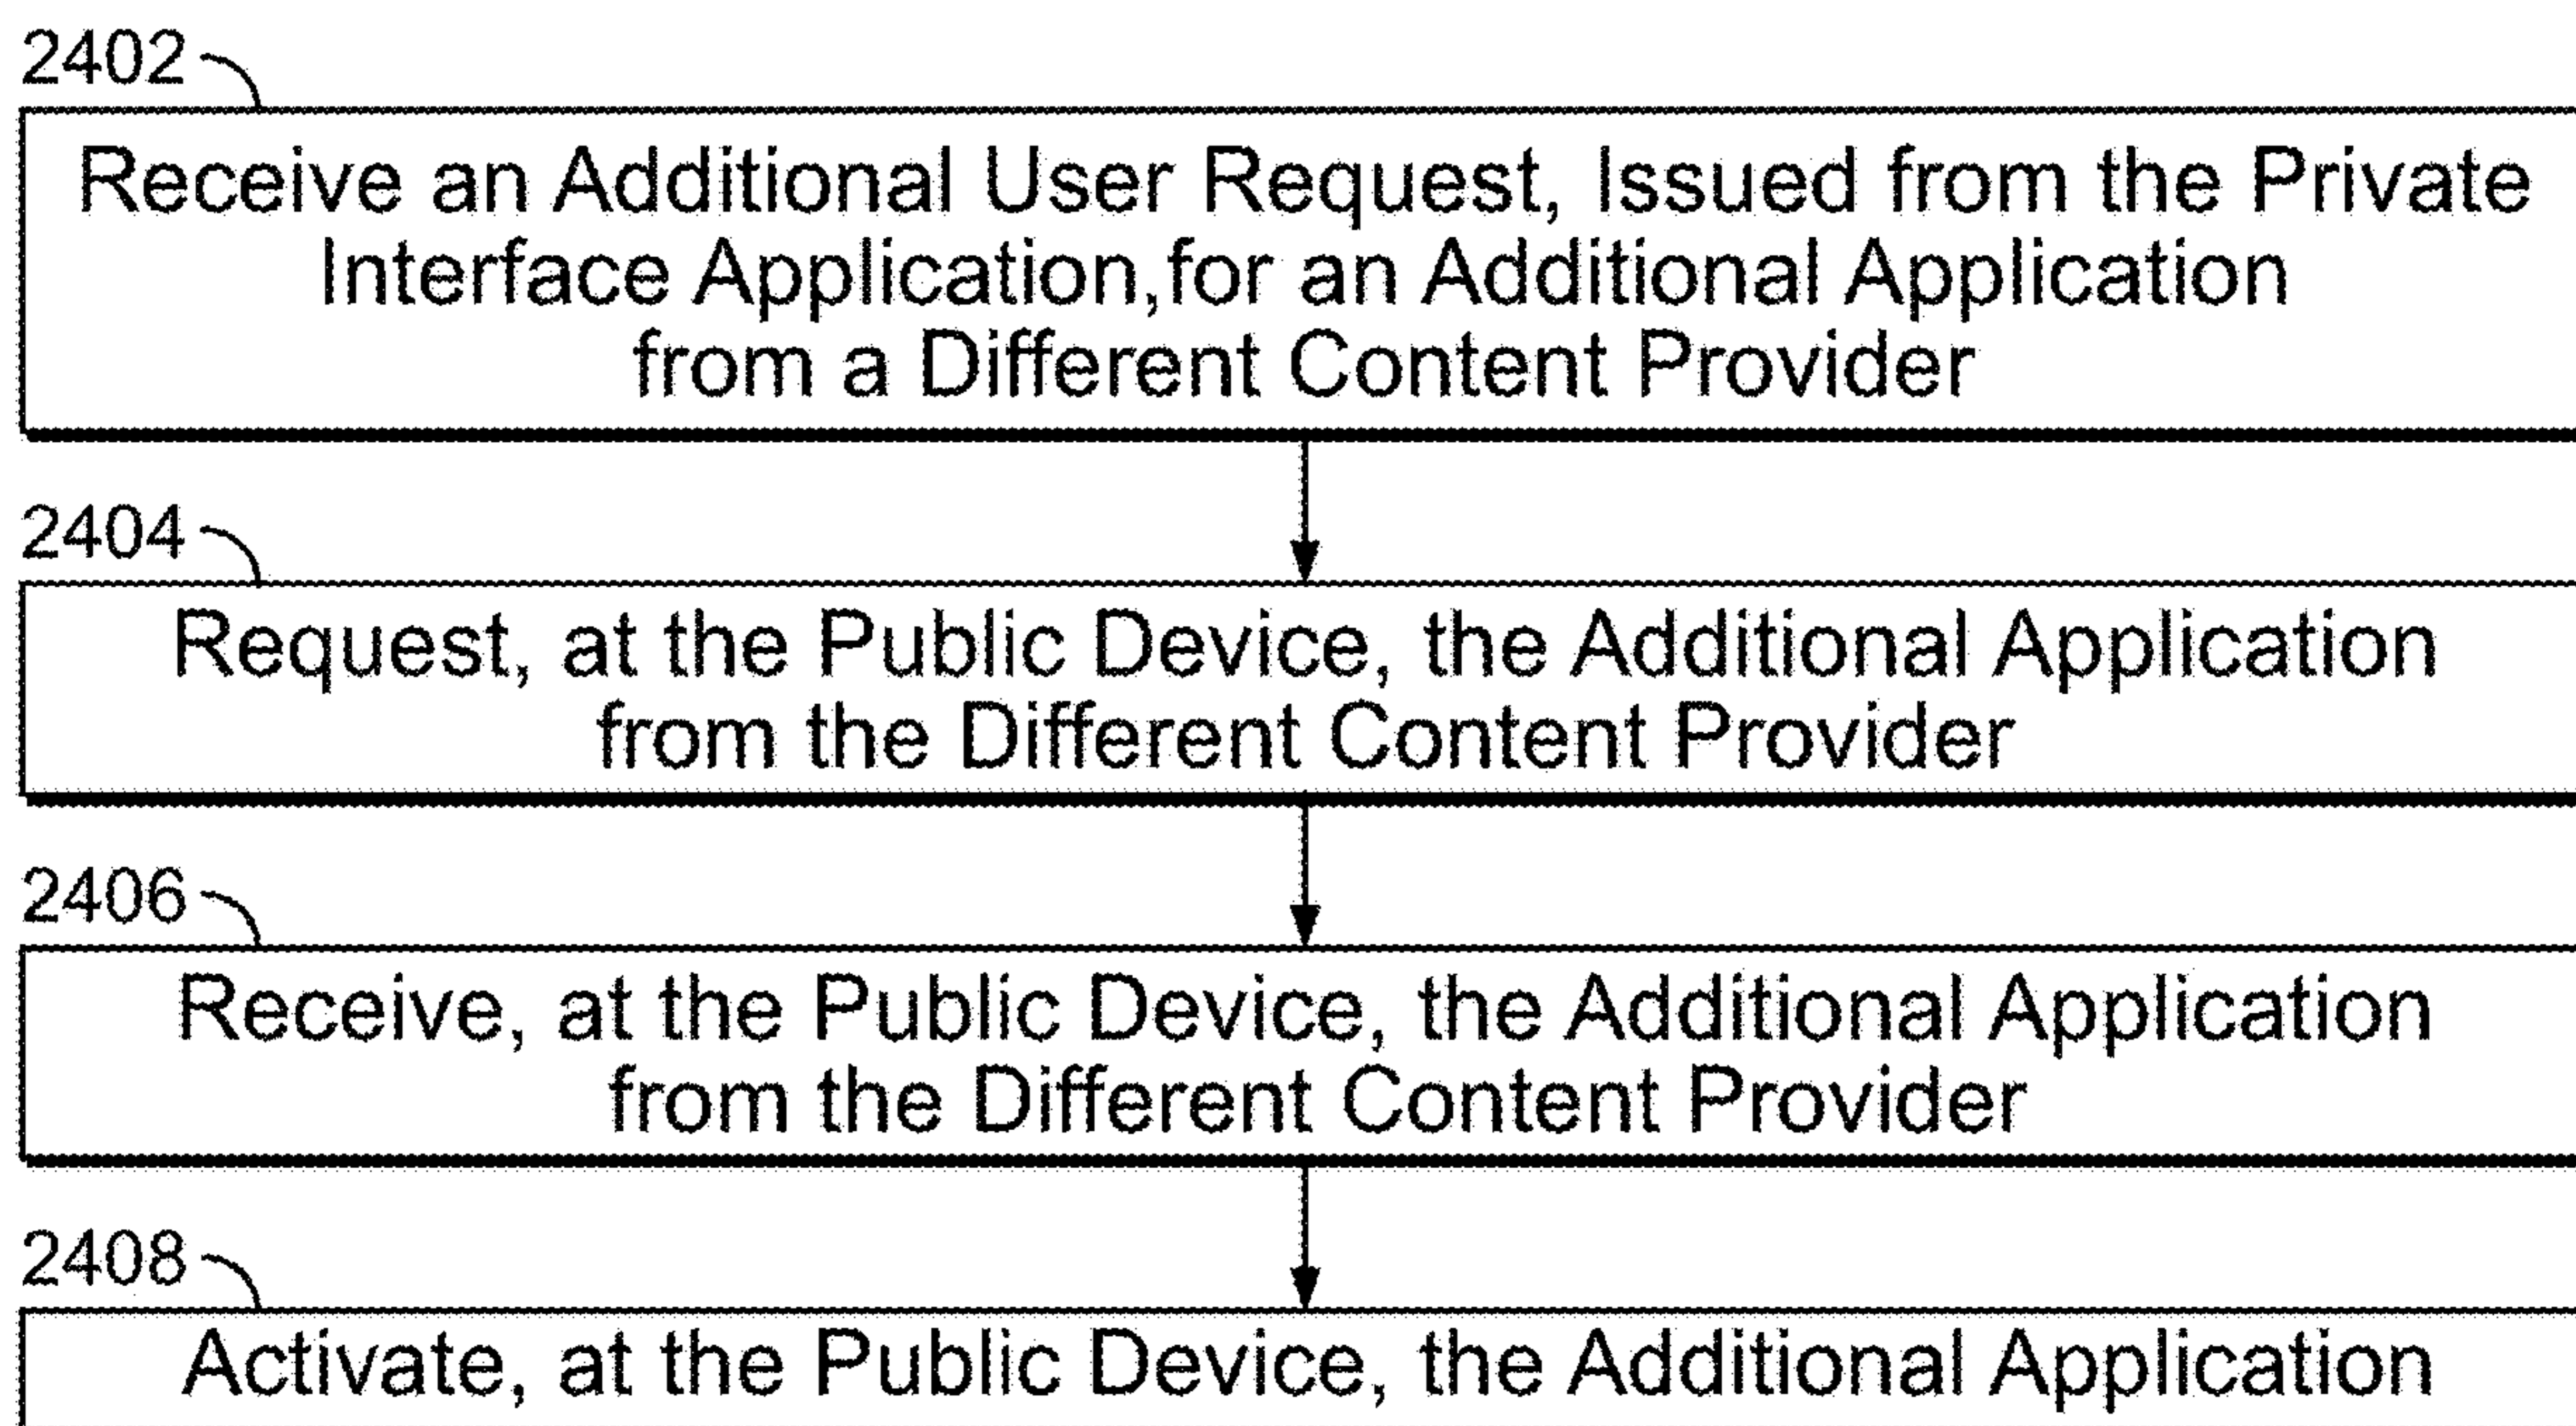 2402
Receive an Additional User Request, Issued from the Private
Interface Application,for an Additional Application
from a Different Content Provider
2404
Request, at the Public Device, the Additional Application
from the Different Content Provider
2406
Receive, at the Public Device, the Additional Application
from the Different Content Provider
2408
Activate, at the Public Device, the Additional Application